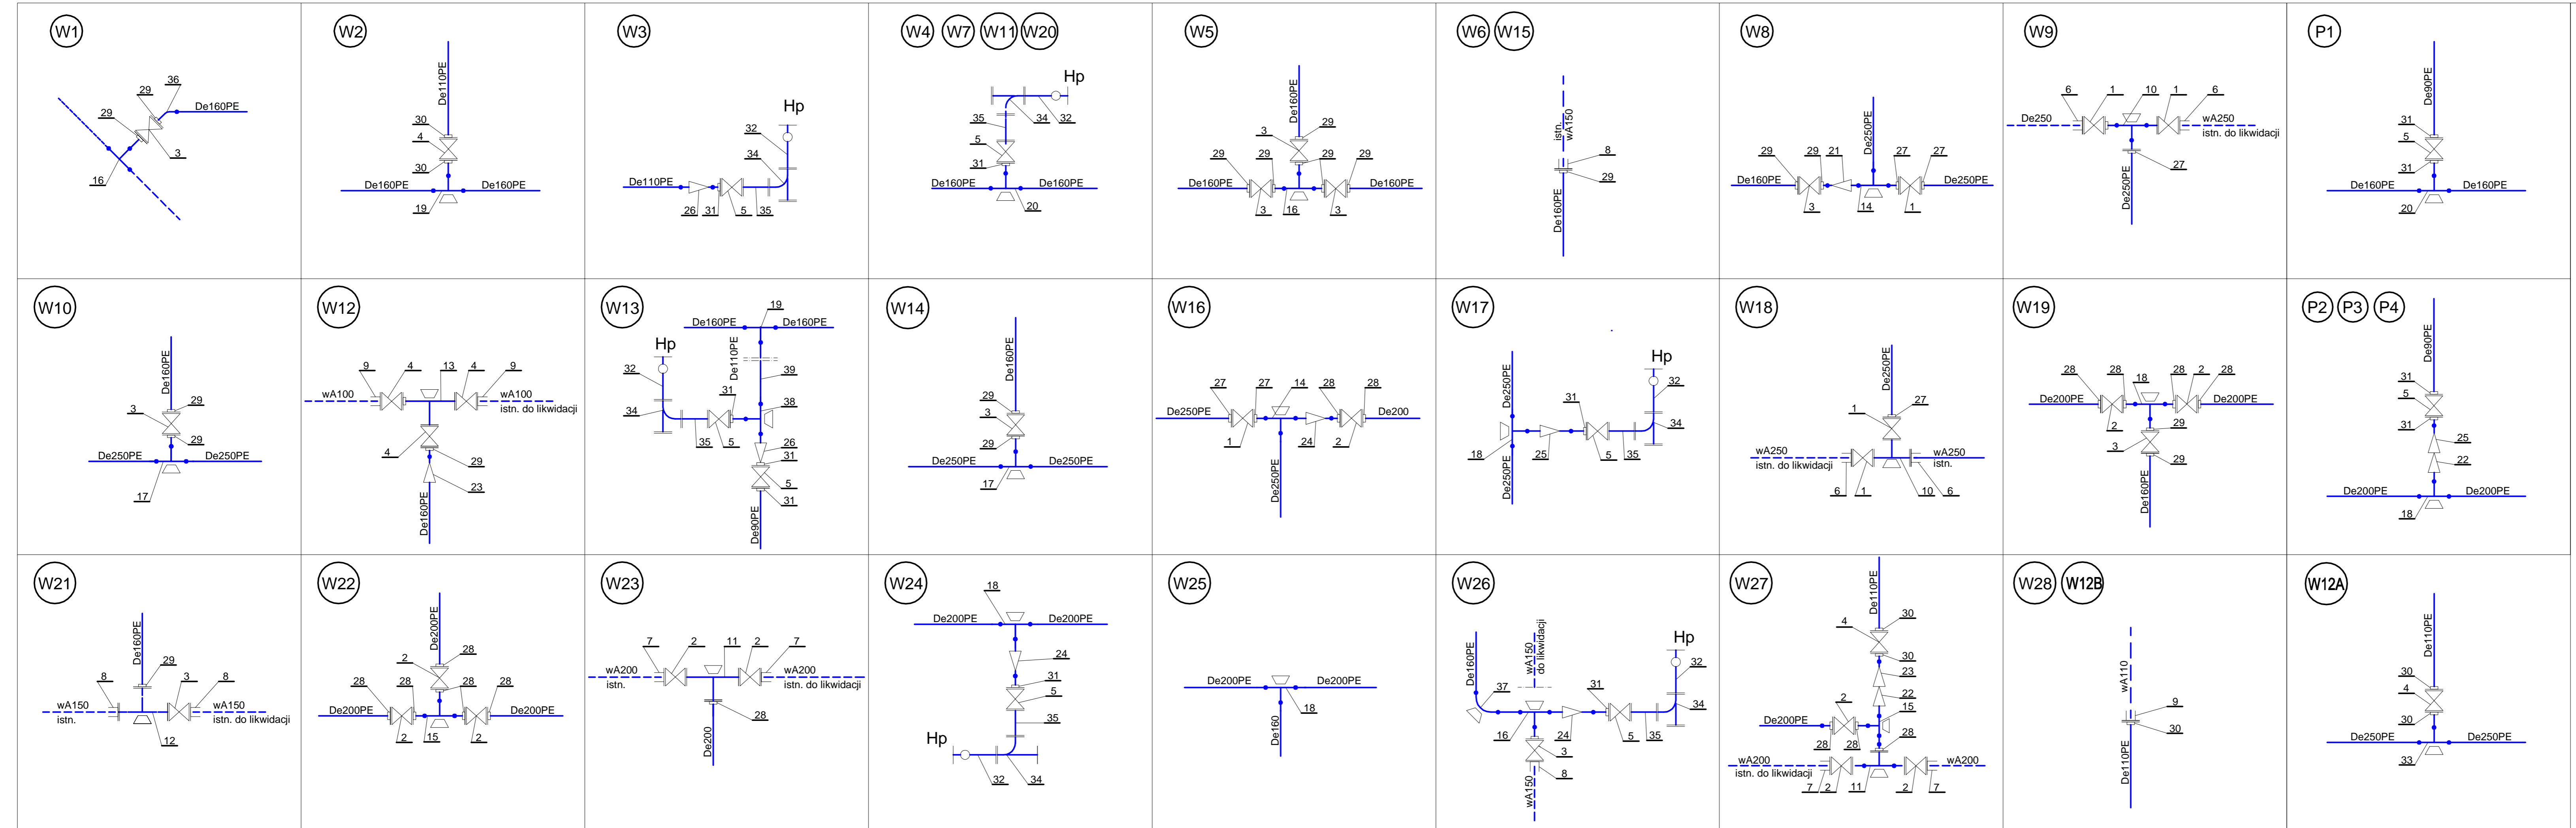 W1
36
29
De160PE
29
3
16
W2
De110PE
30
4
30
De160PE De160PE
19
W3
Hp
32
34
De110PE
26 31 5 35
W4 W7 W11 W20
Hp
35 34 32
5
31
De160PE De160PE
20
W5
De160PE
3 29
29 29 29
De160PE De160PE
3 16 3
W6 W15
istn.
wA150
8
29
De160PE
W8
De250PE
29 29 21 27 27
De160PE De250PE
3 14 1
W9
6 1 10 1 6
De250 wA250
istn. do likwidacji
27
De250PE
P1
De90PE
31
5
31
De160PE De160PE
20
W10
De160PE
3 29
29
De250PE De250PE
17
W12
9 4 13 4 9
wA100 wA100
istn. do likwidacji
4
29
23
De160PE
W13
19
De160PE De160PE
Hp
De110PE
32 39
31
34 38
35 5 26
31
5
31
De90PE
W14
De160PE
29
3
29
De250PE De250PE
17
W16
27 27 14 28 28
De250PE De200
1 24 2
De250PE
W17
Hp
De250PE
31 32
34
18 25 5 35
De250PE
W18
De250PE
1 27
wA250 wA250
istn. do likwidacji istn.
6 1 10 6
W19
28 28 18 28 2 28
De200PE De200PE
2 29
3
29
De160PE
P2 P3 P4
De90PE
31
5
31
25
22
De200PE De200PE
18
W21
De160PE
29
8 3 8
wA150 wA150
istn. istn. do likwidacji
12
W22
De200PE
2 28
28 28 28 28
De200PE De200PE
2 15 2
W23
7 2 11 2 7
wA200 wA200
istn. istn. do likwidacji
28
De200
W24
18
De200PE De200PE
24
31
5
35
Hp
32 34
W25
De200PE De200PE
18
De160
W26
De160PE
wA150
do likwidacji
Hp
37 31 32
34
16 24 5 35
3
8
wA150
W27
De110PE
4 30
30
23
22
2 15
De200PE
28 28 28
wA200 wA200
istn. do likwidacji
7 2 11 2 7
W28 W12B
wA110
9
30
De110PE
W12A
De110PE
30
4
30
De250PE De250PE
33